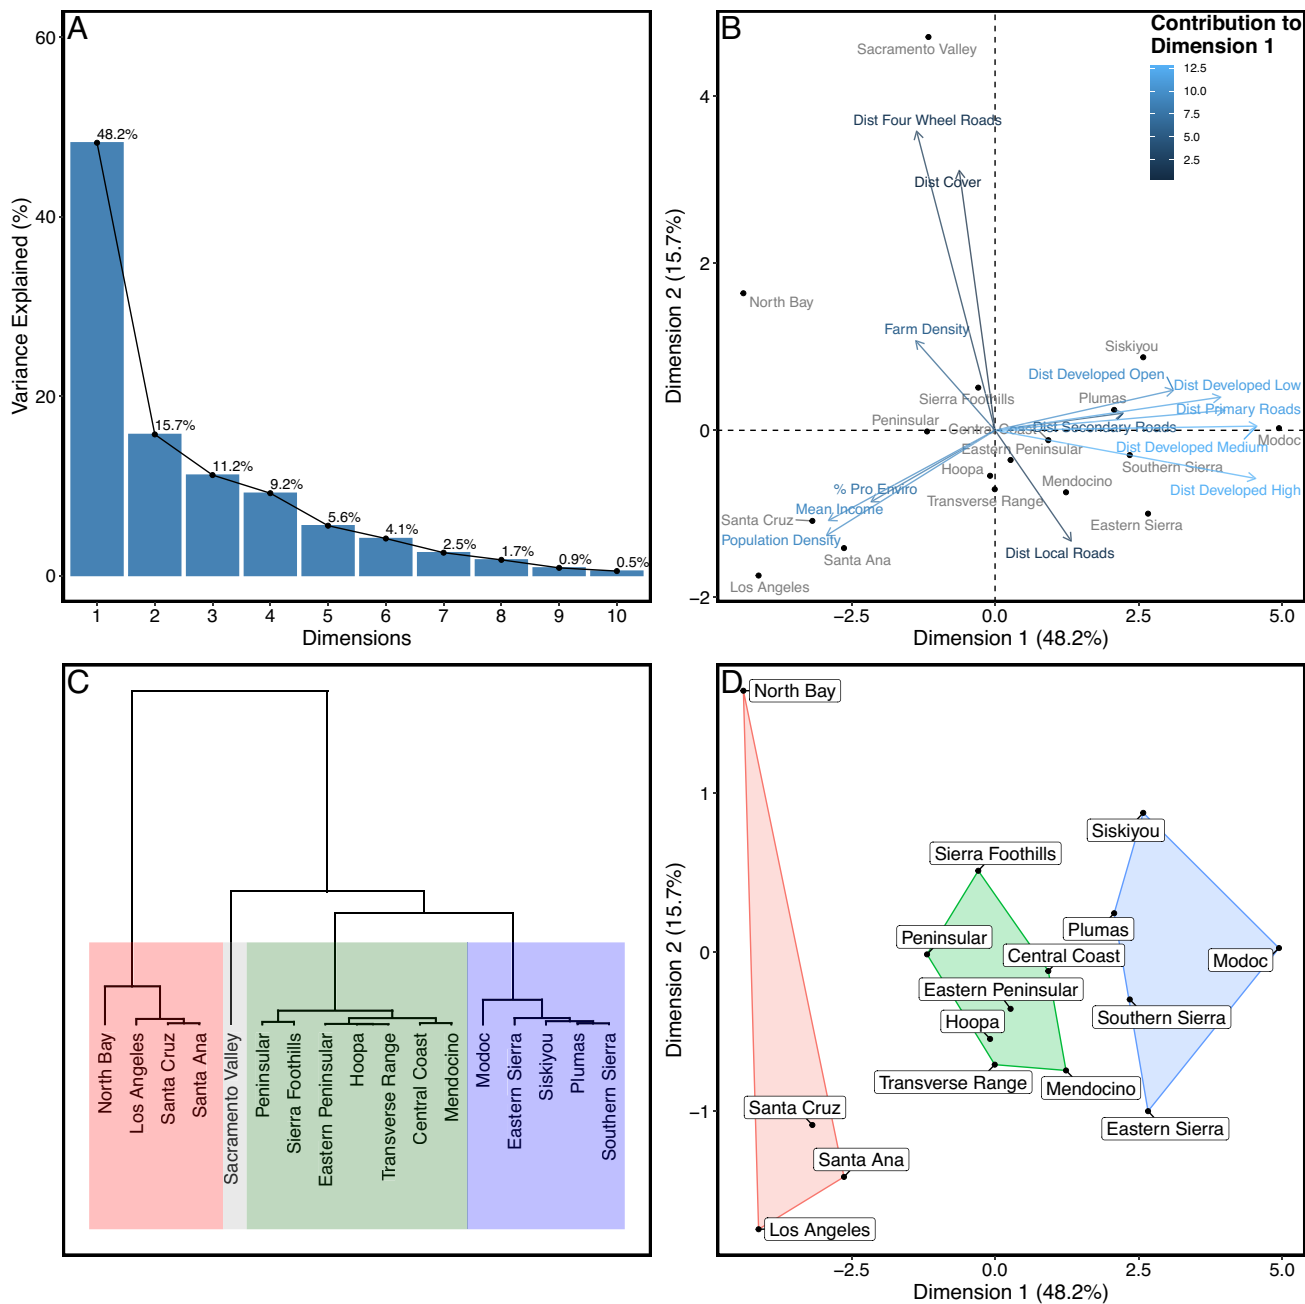 A
60
40
20
0
Variance Explained (%)
48.2%
15.7%
11.2%
9.2%
5.6%
4.1%
2.5%
1.7%
0.9%
0.5%
1 2 3 4 5 6 7 8 9 10
Dimensions
B
Contribution to
Dimension 1
12.5
10.0
7.5
5.0
2.5
4
2
0
−2
Dimension 2 (15.7%)
Sacramento Valley
Dist Four Wheel Roads
Dist Cover
North Bay
Farm Density
Siskiyou
Dist Developed Open
Dist Developed Low
Sierra Foothills
Plumas
Dist Primary Roads
Peninsular
Central Coast
Dist Secondary Roads
Modoc
Eastern Peninsular
Dist Developed Medium
Hoopa
Southern Sierra
Mendocino
% Pro Enviro
Dist Developed High
Transverse Range
Mean Income
Santa Cruz
Eastern Sierra
Population Density
Dist Local Roads
Santa Ana
Los Angeles
−2.5 0.0 2.5 5.0
Dimension 1 (48.2%)
C
North Bay
Los Angeles
Santa Cruz
Santa Ana
Sacramento Valley
Peninsular
Sierra Foothills
Eastern Peninsular
Hoopa
Transverse Range
Central Coast
Mendocino
Modoc
Eastern Sierra
Siskiyou
Plumas
Southern Sierra
D
1
0
−1
Dimension 2 (15.7%)
North Bay
Siskiyou
Sierra Foothills
Plumas
Peninsular
Central Coast
Modoc
Eastern Peninsular
Hoopa
Southern Sierra
Transverse Range
Mendocino
Santa Cruz
Eastern Sierra
Santa Ana
Los Angeles
−2.5 0.0 2.5 5.0
Dimension 1 (48.2%)